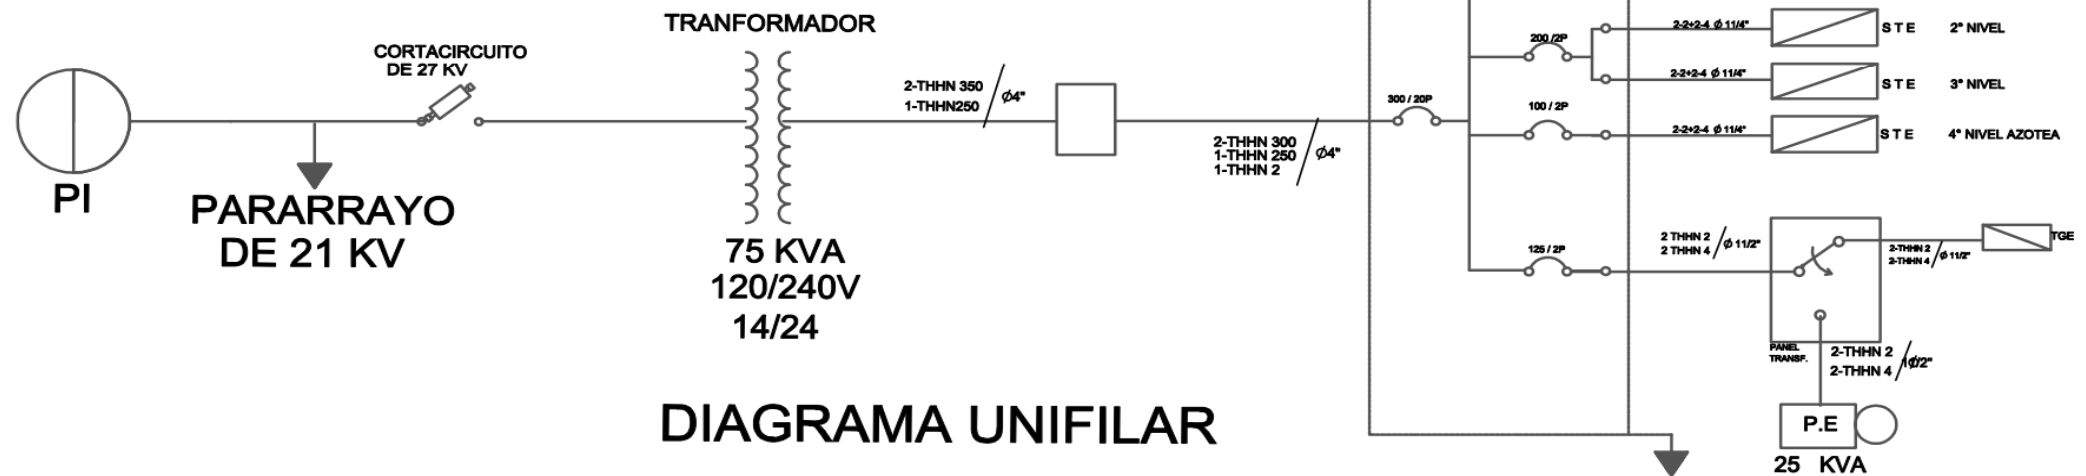 TRANFORMADOR
CORTACIRCUITO
DE 27 KV
PI
PARARRAYO
DE 21 KV
75 KVA
120/240V
14/24
2-THHN 350
1-THHN250
Ø4"
2-THHN 300
1-THHN 250
1-THHN 2
Ø4"
300 / 20P
200 /2P
2-2+2-4 Ø 11/4"
S T E 2° NIVEL
2-2+2-4 Ø 11/4"
S T E 3° NIVEL
100 / 2P
2-2+2-4 Ø 11/4"
S T E 4° NIVEL AZOTEA
125 / 2P
2 THHN 2
2 THHN 4
Ø 11/2"
2-THHN 2
2-THHN 4
Ø 11/2"
TGE
PANEL
TRANSF.
2-THHN 2
2-THHN 4
P.E
25 KVA
DIAGRAMA UNIFILAR